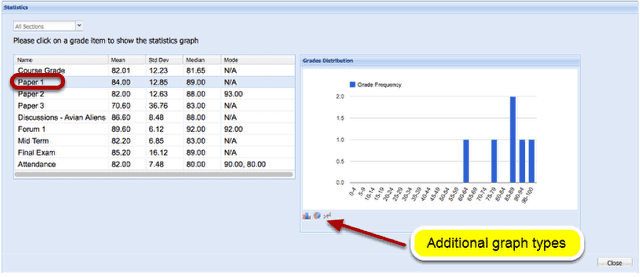 Statistics
All Sections
Please click on a grade item to show the statistics graph
Name Mean Std Dev Median Mode
Course Grade 82.01 12.23 81.65 N/A
Paper 1 84.00 12.85 89.00 N/A
Paper 2 82.00 12.63 88.00 93.00
Paper 3 70.60 36.76 83.00 N/A
Discussions - Avian Aliens 86.60 8.48 88.00 N/A
Forum 1 89.60 6.12 92.00 92.00
Mid Term 82.20 6.85 83.00 N/A
Final Exam 85.20 16.12 89.00 N/A
Attendance 82.00 7.48 80.00 90.00, 80.00
Grades Distribution
Grade Frequency
2.0
1.5
1.0
0.5
0.0
0-4 5-9 10-14 15-19 20-24 25-29 30-34 35-39 40-44 45-49 50-54 55-59 60-64 65-69 70-74 75-79 80-84 85-89 90-94 95-100
Additional graph types
Close